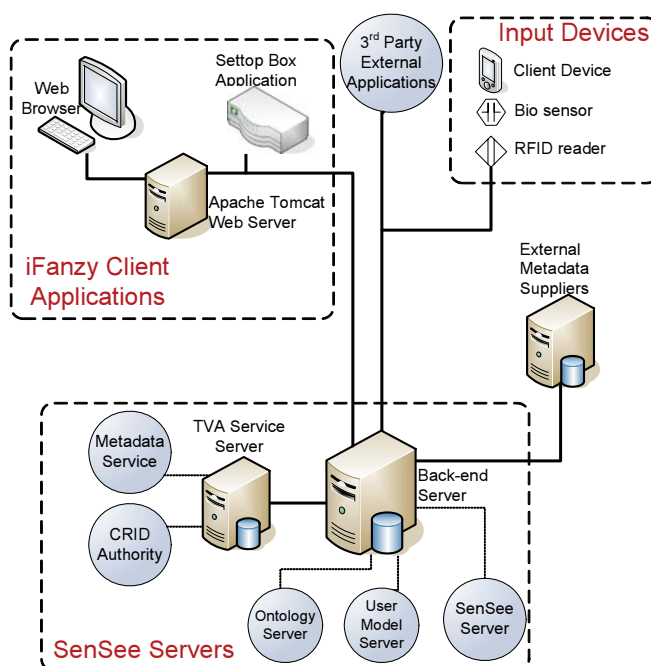 Web
Browser
Settop Box
Application
Apache Tomcat
Web Server
iFanzy Client
Applications
3rd Party
External
Applications
Input Devices
Client Device
Bio sensor
RFID reader
External
Metadata
Suppliers
TVA Service
Server
Metadata
Service
CRID
Authority
Back-end
Server
Ontology
Server
User
Model
Server
SenSee
Server
SenSee Servers